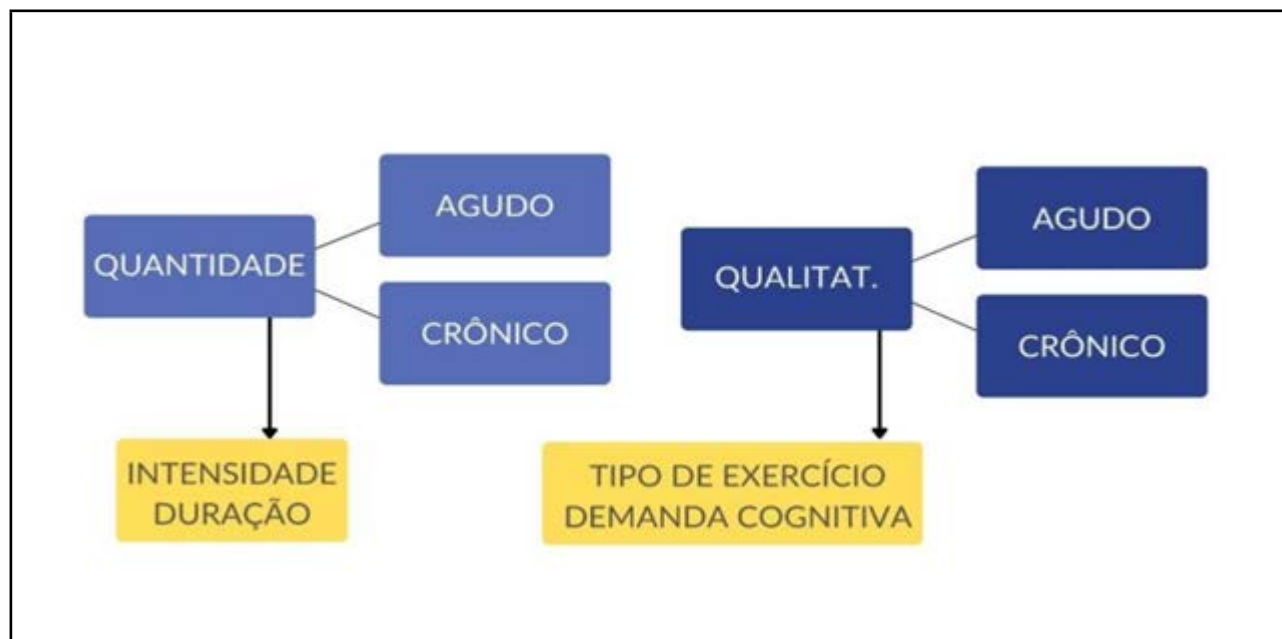 QUANTIDADE
AGUDO
CRÔNICO
INTENSIDADE
DURAÇÃO
QUALITAT.
AGUDO
CRÔNICO
TIPO DE EXERCÍCIO
DEMANDA COGNITIVA